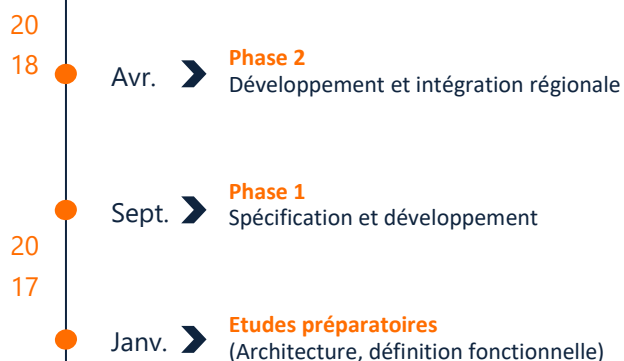 20
18
Avr.
Phase 2
Développement et intégration régionale
Sept.
Phase 1
Spécification et développement
20
17
Janv.
Etudes préparatoires
(Architecture, définition fonctionnelle)